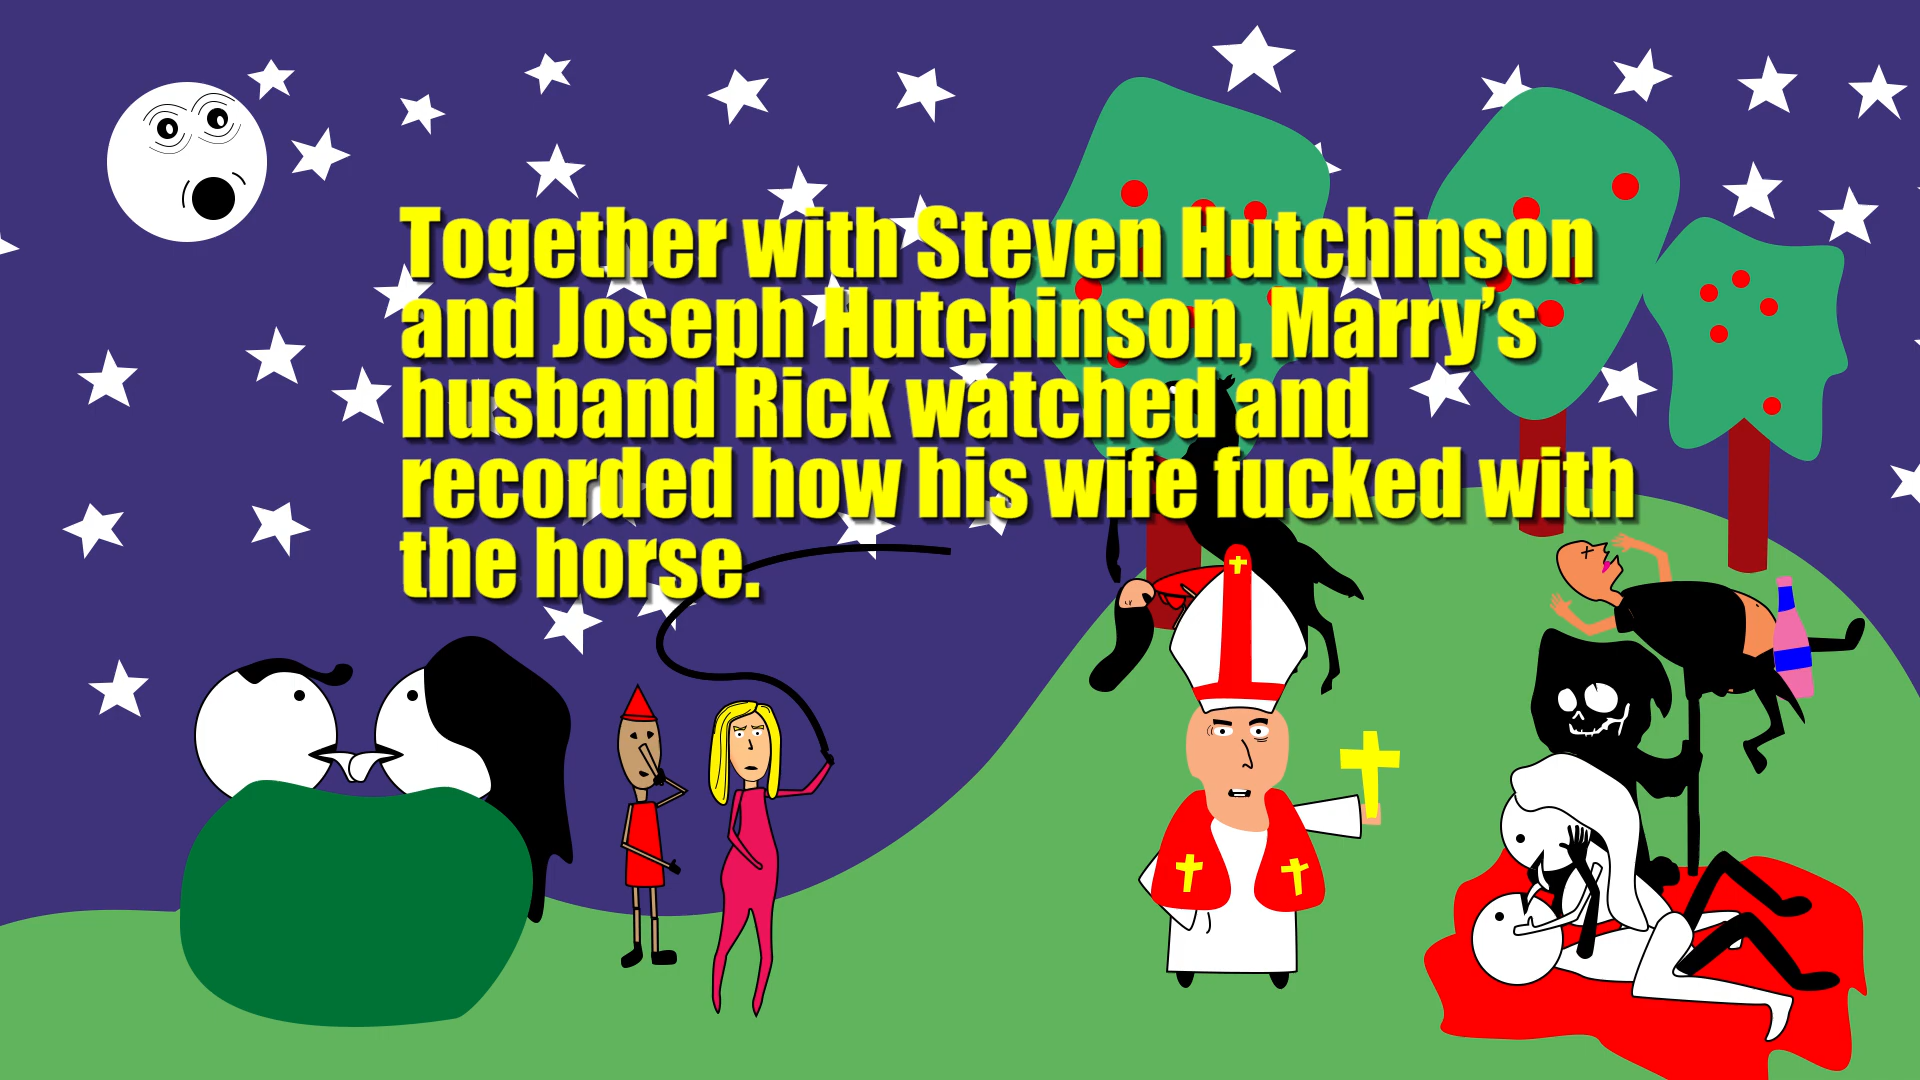 Together with Steven Hutchinson
and Joseph Hutchinson, Marry’s
husband Rick watched and
recorded how his wife fucked with
the horse.